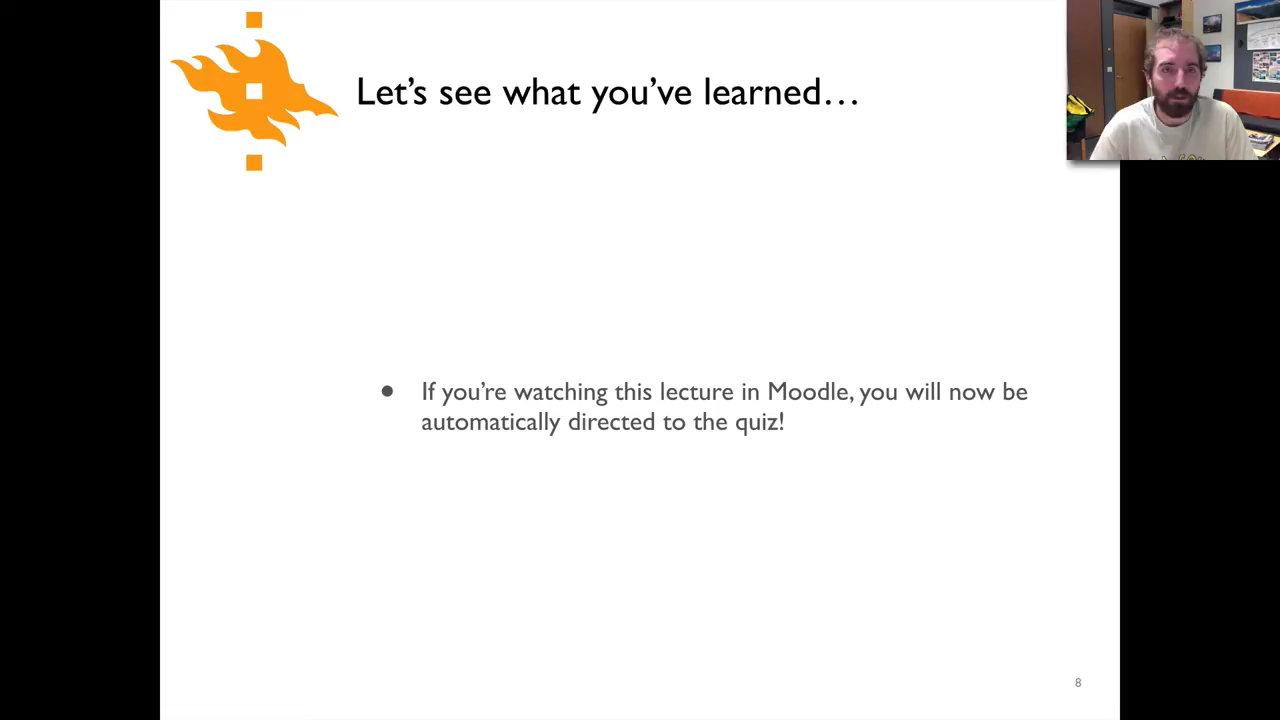 Let’s see what you’ve learned…
● If you’re watching this lecture in Moodle, you will now be
automatically directed to the quiz!
8